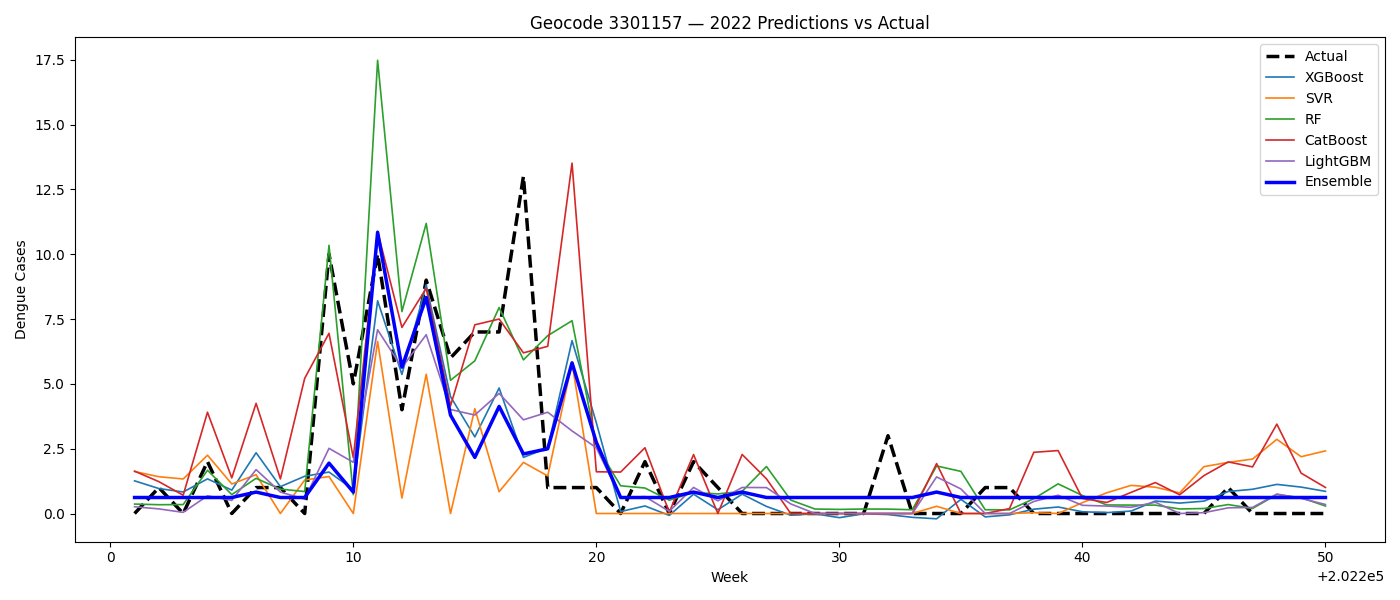 Geocode 3301157 — 2022 Predictions vs Actual
Dengue Cases
17.5
15.0
12.5
10.0
7.5
5.0
2.5
0.0
0
10
20
30
40
50
+2.022e5
Week
Actual
XGBoost
SVR
RF
CatBoost
LightGBM
Ensemble